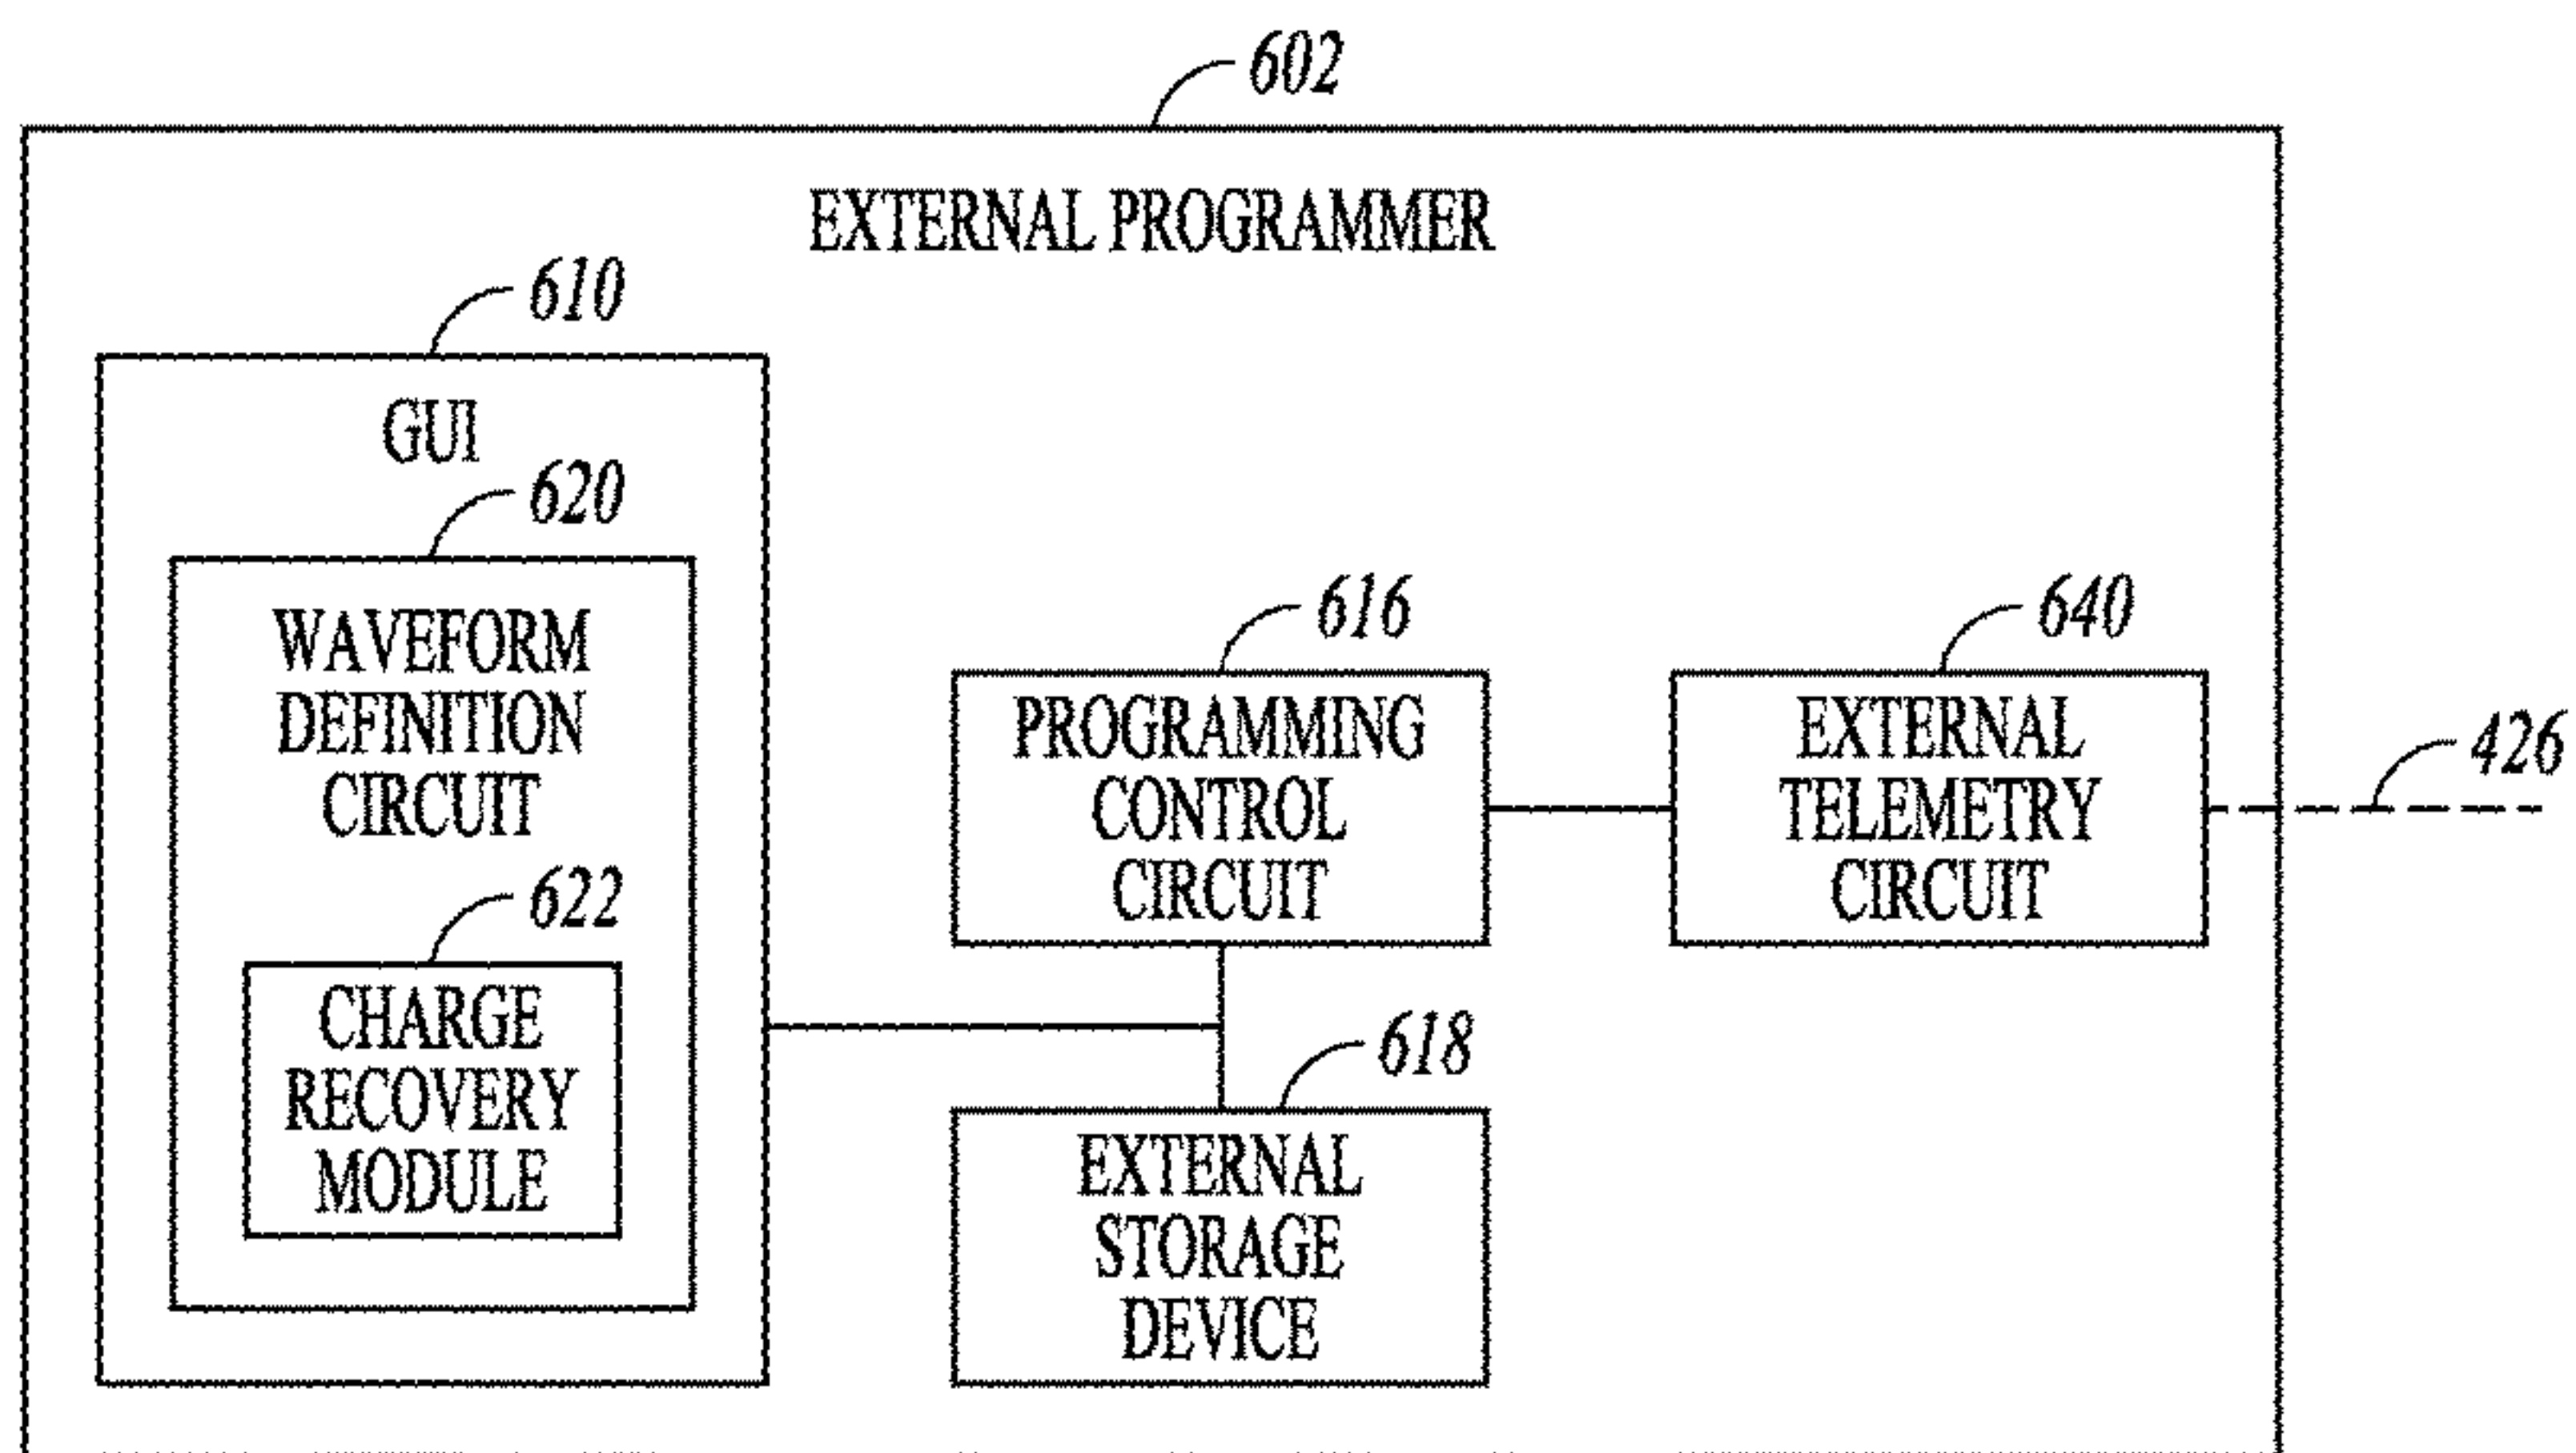 602
EXTERNAL PROGRAMMER
610
GUI
620
WAVEFORM
DEFINITION
CIRCUIT
622
CHARGE
RECOVERY
MODULE
616
PROGRAMMING
CONTROL
CIRCUIT
640
EXTERNAL
TELEMETRY
CIRCUIT
426
618
EXTERNAL
STORAGE
DEVICE